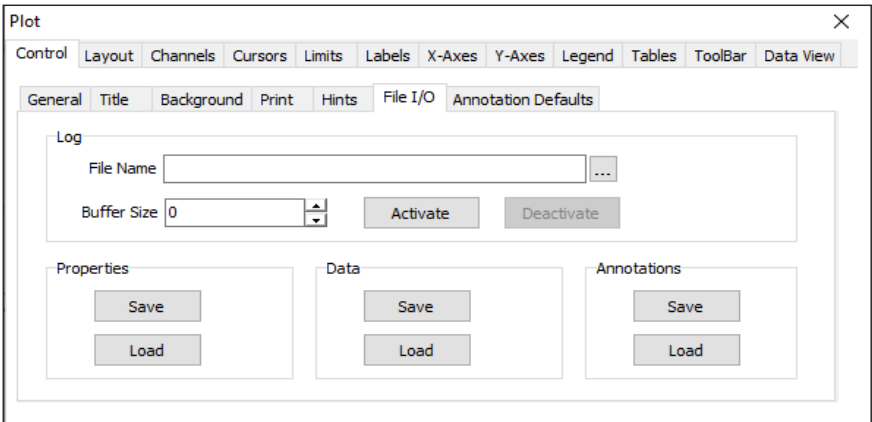 Plot
Control Layout Channels Cursors Limits Labels X-Axes Y-Axes Legend Tables ToolBar Data View
General Title Background Print Hints File I/O Annotation Defaults
Log
File Name ...
Buffer Size 0 Activate Deactivate
Properties Data Annotations
Save Save Save
Load Load Load